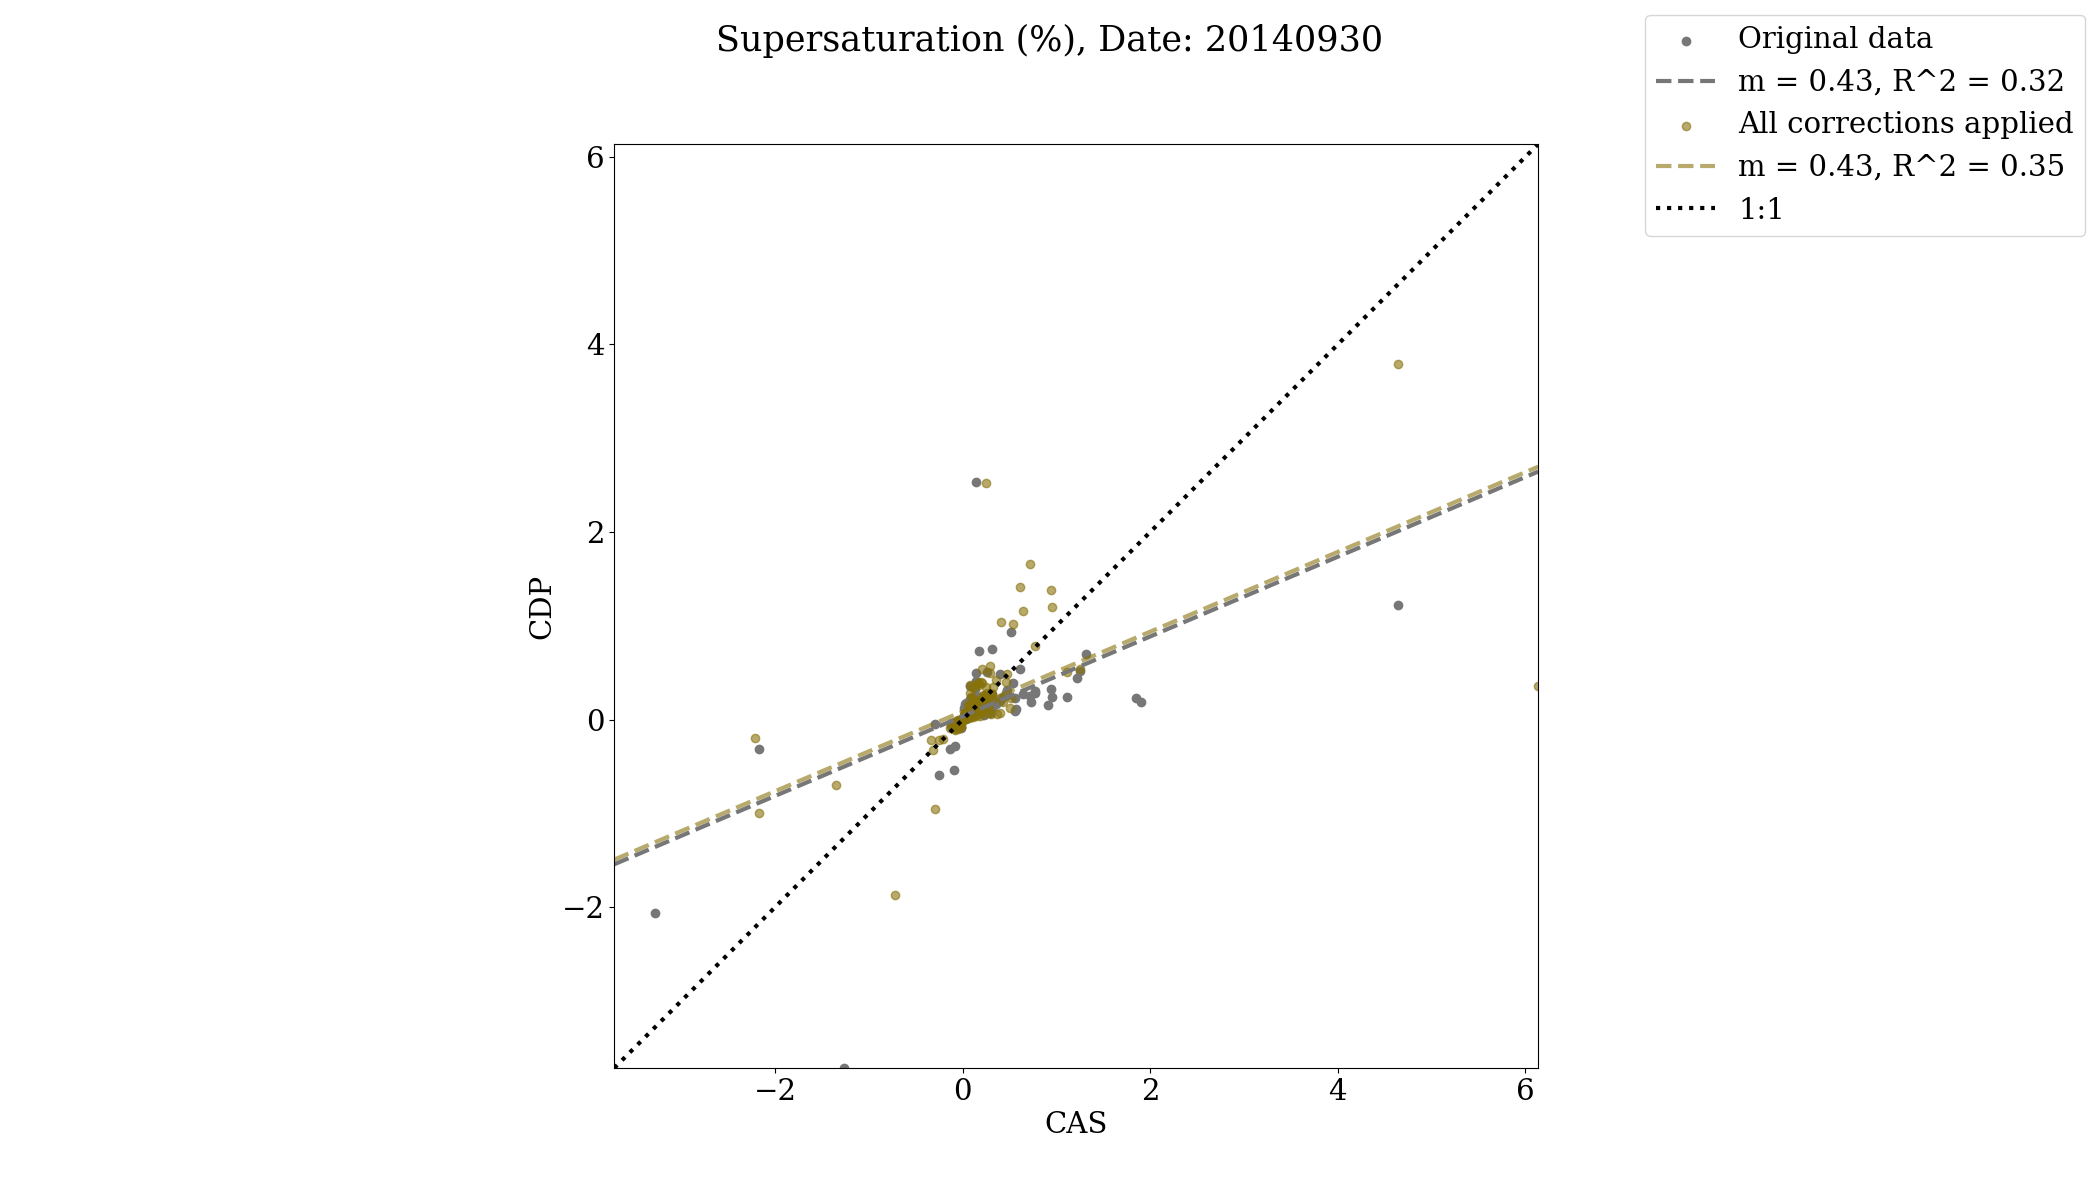 Supersaturation (%), Date: 20140930
Original data
m = 0.43, R^2 = 0.32
All corrections applied
m = 0.43, R^2 = 0.35
1:1
6
4
2
0
−2
CDP
−2 0 2 4 6
CAS